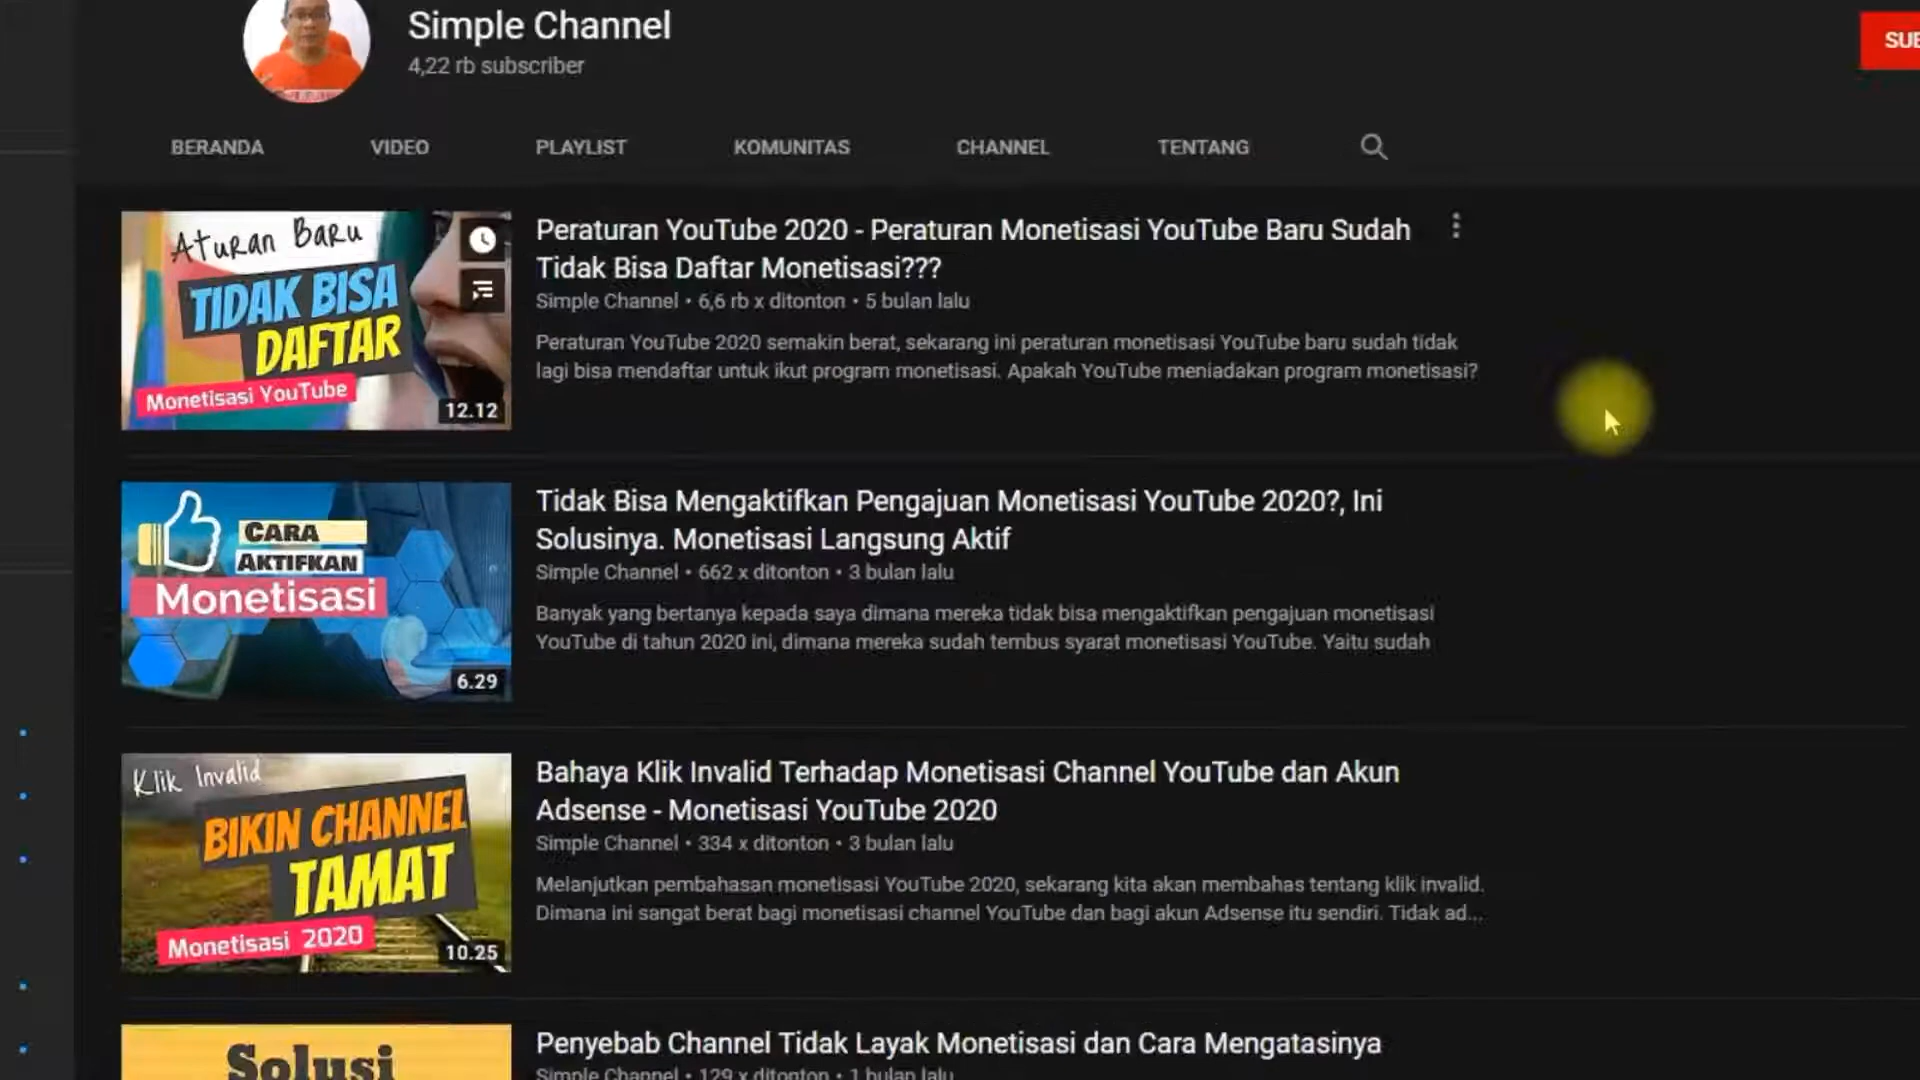 Simple Channel
4,22 rb subscriber
BERANDA VIDEO PLAYLIST KOMUNITAS CHANNEL TENTANG
Aturan Baru
TIDAK BISA
DAFTAR
Monetisasi YouTube
12.12
Peraturan YouTube 2020 - Peraturan Monetisasi YouTube Baru Sudah
Tidak Bisa Daftar Monetisasi???
Simple Channel • 6,6 rb x ditonton • 5 bulan lalu
Peraturan YouTube 2020 semakin berat, sekarang ini peraturan monetisasi YouTube baru sudah tidak
lagi bisa mendaftar untuk ikut program monetisasi. Apakah YouTube meniadakan program monetisasi?
CARA
AKTIFKAN
Monetisasi
6.29
Tidak Bisa Mengaktifkan Pengajuan Monetisasi YouTube 2020?, Ini
Solusinya. Monetisasi Langsung Aktif
Simple Channel • 662 x ditonton • 3 bulan lalu
Banyak yang bertanya kepada saya dimana mereka tidak bisa mengaktifkan pengajuan monetisasi
YouTube di tahun 2020 ini, dimana mereka sudah tembus syarat monetisasi YouTube. Yaitu sudah
Klik Invalid
BIKIN CHANNEL
TAMAT
Monetisasi 2020
10.25
Bahaya Klik Invalid Terhadap Monetisasi Channel YouTube dan Akun
Adsense - Monetisasi YouTube 2020
Simple Channel • 334 x ditonton • 3 bulan lalu
Melanjutkan pembahasan monetisasi YouTube 2020, sekarang kita akan membahas tentang klik invalid.
Dimana ini sangat berat bagi monetisasi channel YouTube dan bagi akun Adsense itu sendiri. Tidak ad...
Solusi
Penyebab Channel Tidak Layak Monetisasi dan Cara Mengatasinya
Simple Channel • 129 x ditonton • 1 bulan lalu